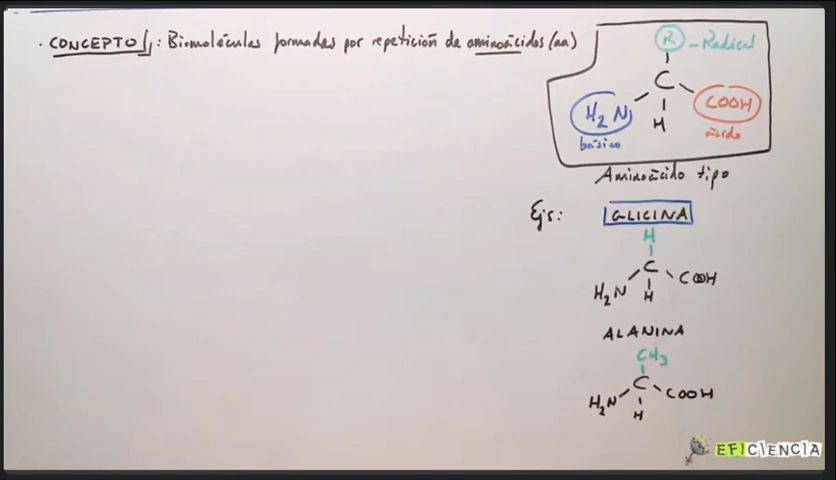 · CONCEPTO: Biomoléculas formadas por repetición de aminoácidos (aa)
R - Radical
C
H₂N
COOH
H
básico
ácido
Aminoácido tipo
Ejs:
GLICINA
H
C
H₂N
COOH
H
ALANINA
CH₃
C
H₂N
COOH
H
EFICIENCIA